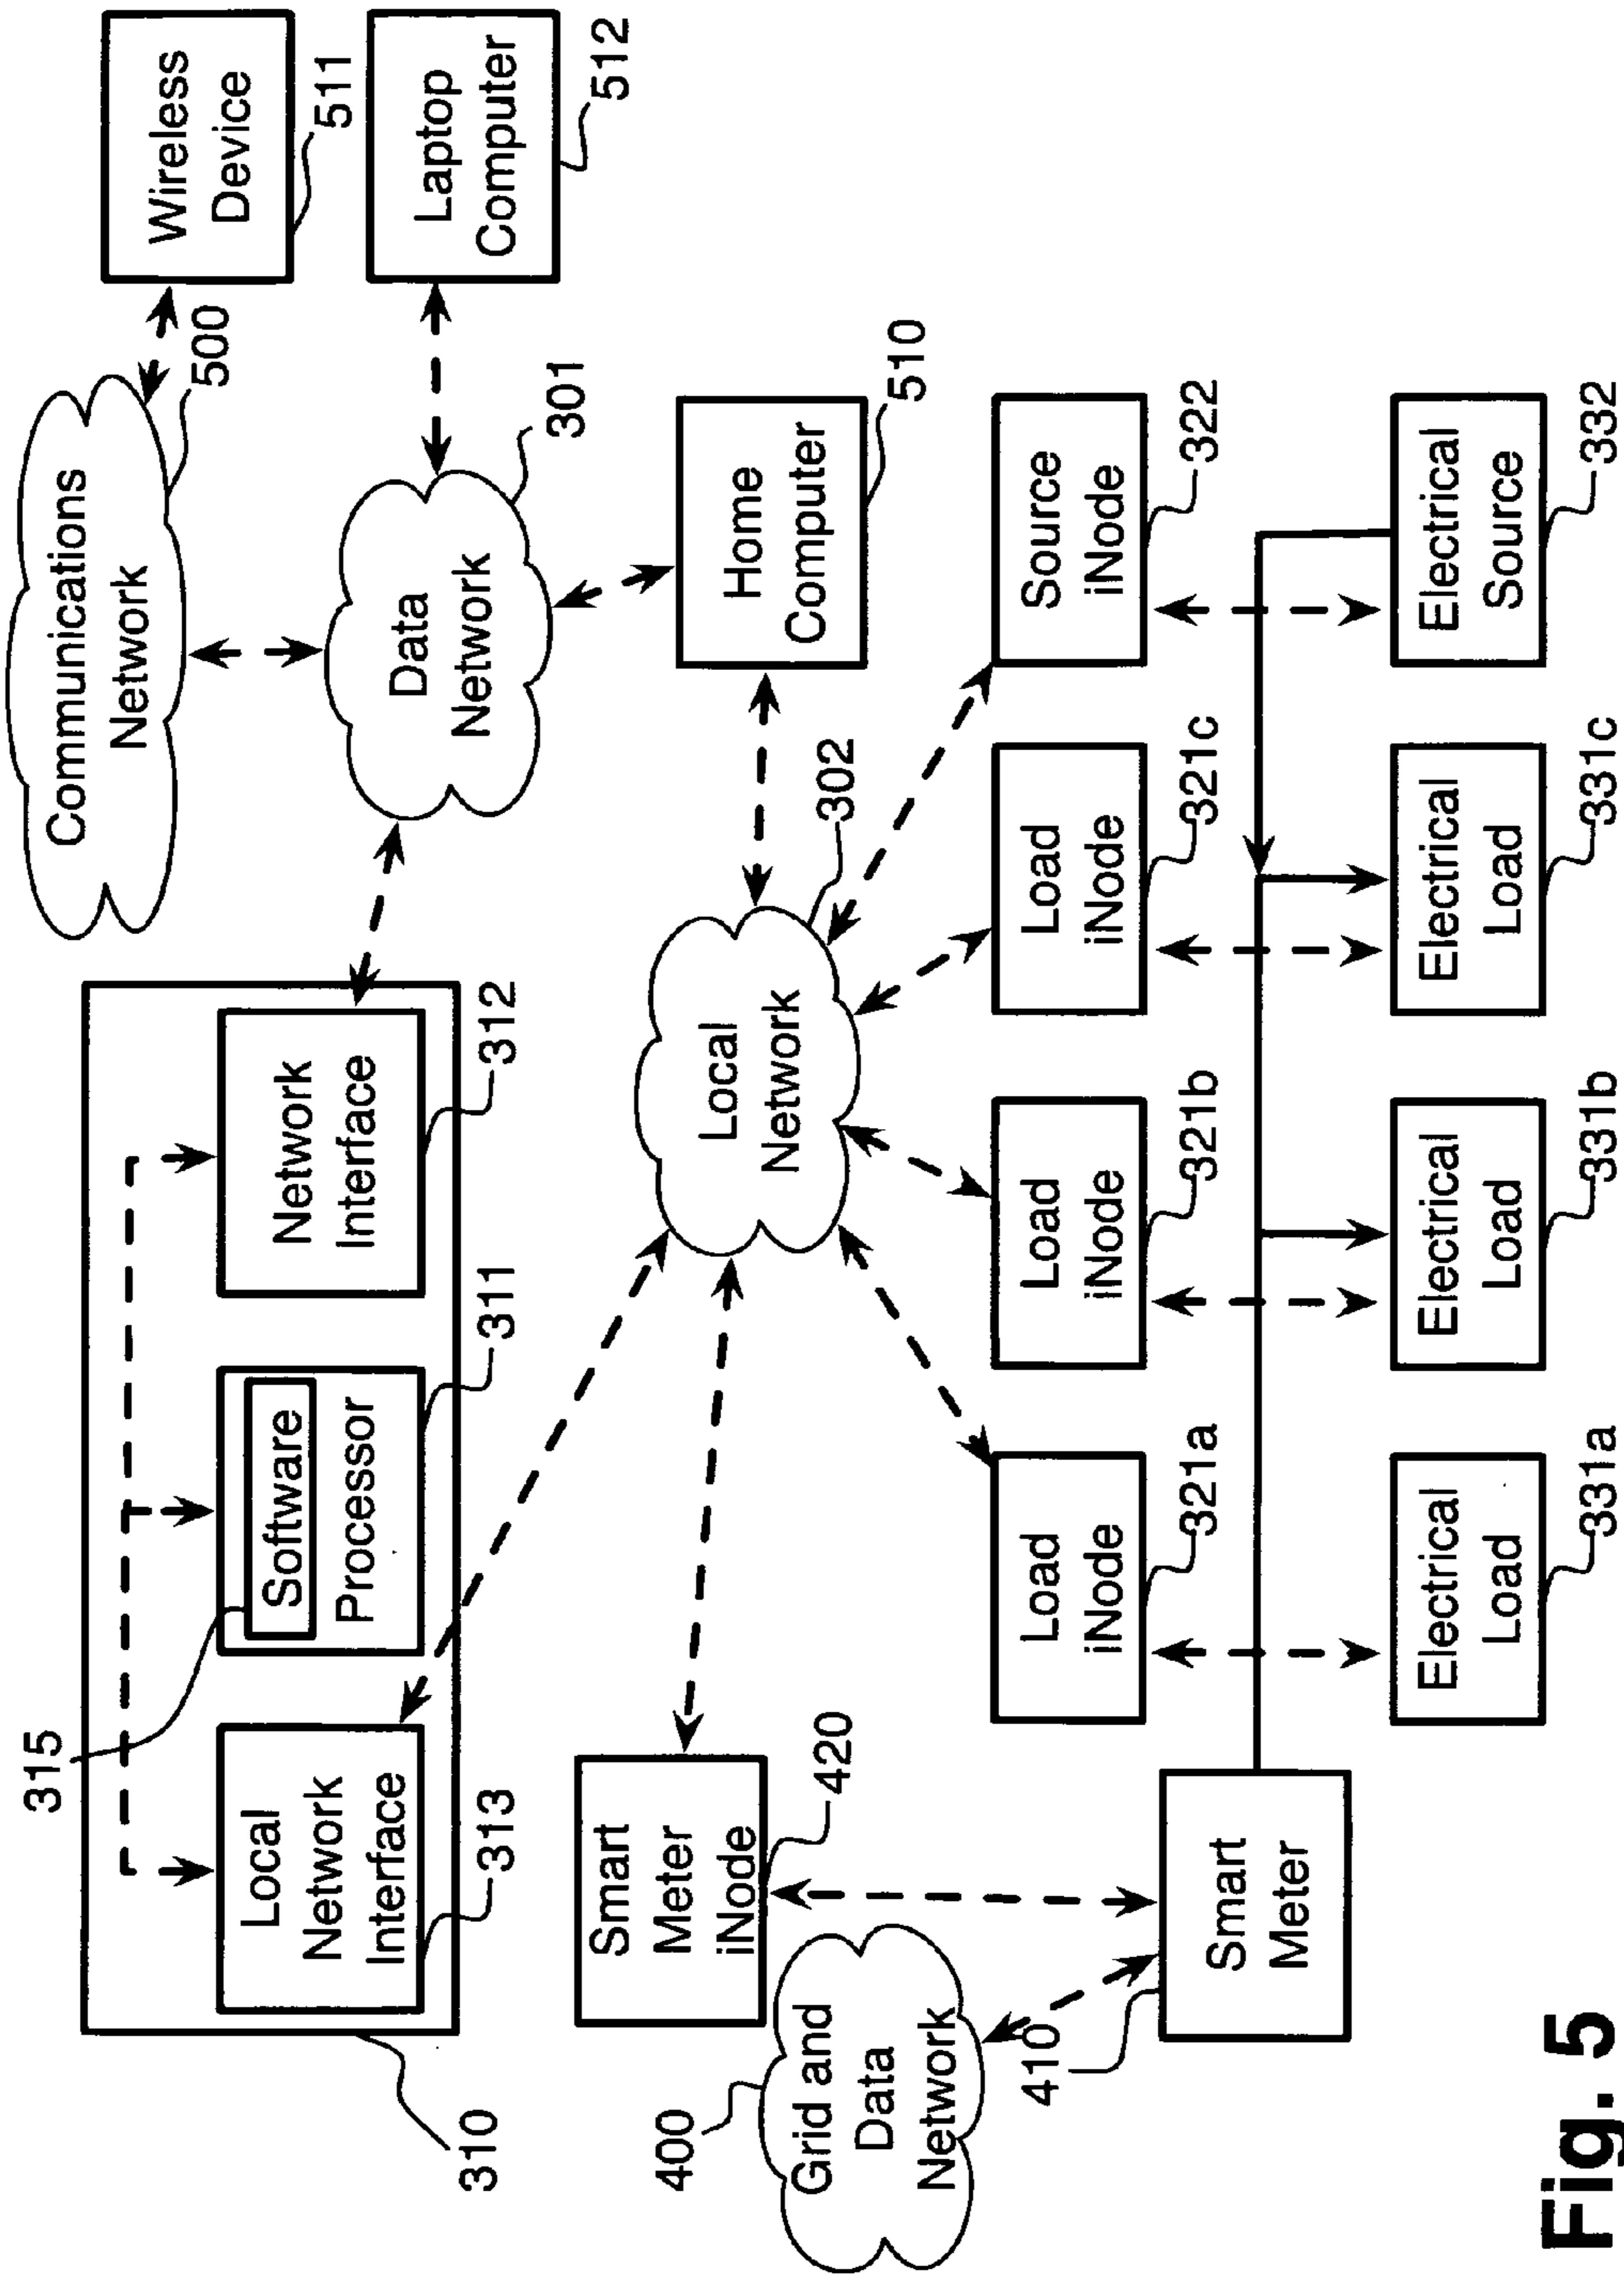 315
Local
Network
Interface
313
Software
Processor
311
Network
Interface
312
310
Communications
Network
500
Wireless
Device
511
Data
Network
301
Laptop
Computer
512
Smart
Meter
iNode
420
Local
Network
302
Home
Computer
510
400
Grid and
Data
Network
410
Smart
Meter
Load
iNode
321a
Load
iNode
321b
Load
iNode
321c
Source
iNode
322
Electrical
Load
331a
Electrical
Load
331b
Electrical
Load
331c
Electrical
Source
332
Fig. 5